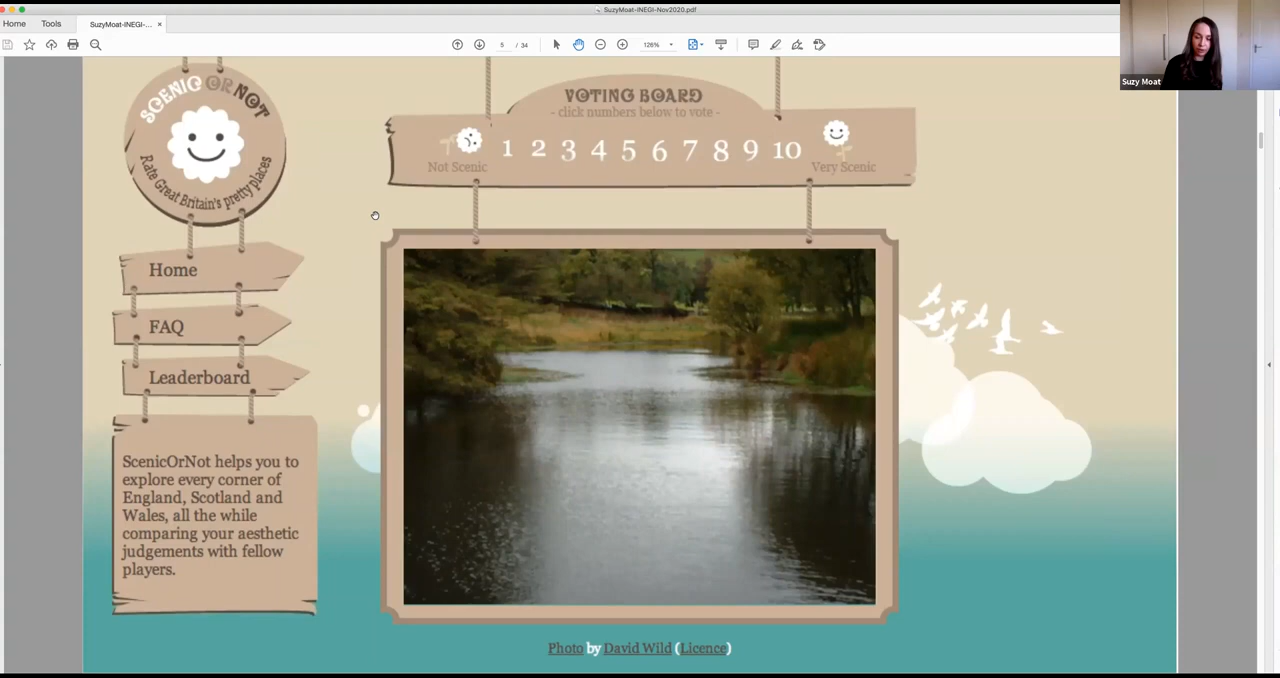 SuzyMoat-INEGI-Nov2020.pdf
Home
Tools
SuzyMoat-INEGI-...
5 / 34
126%
Suzy Moat
SCENIC OR NOT
Rate Great Britain's pretty places
VOTING BOARD
- click numbers below to vote -
1 2 3 4 5 6 7 8 9 10
Not Scenic
Very Scenic
Home
FAQ
Leaderboard
ScenicOrNot helps you to
explore every corner of
England, Scotland and
Wales, all the while
comparing your aesthetic
judgements with fellow
players.
Photo by David Wild (Licence)